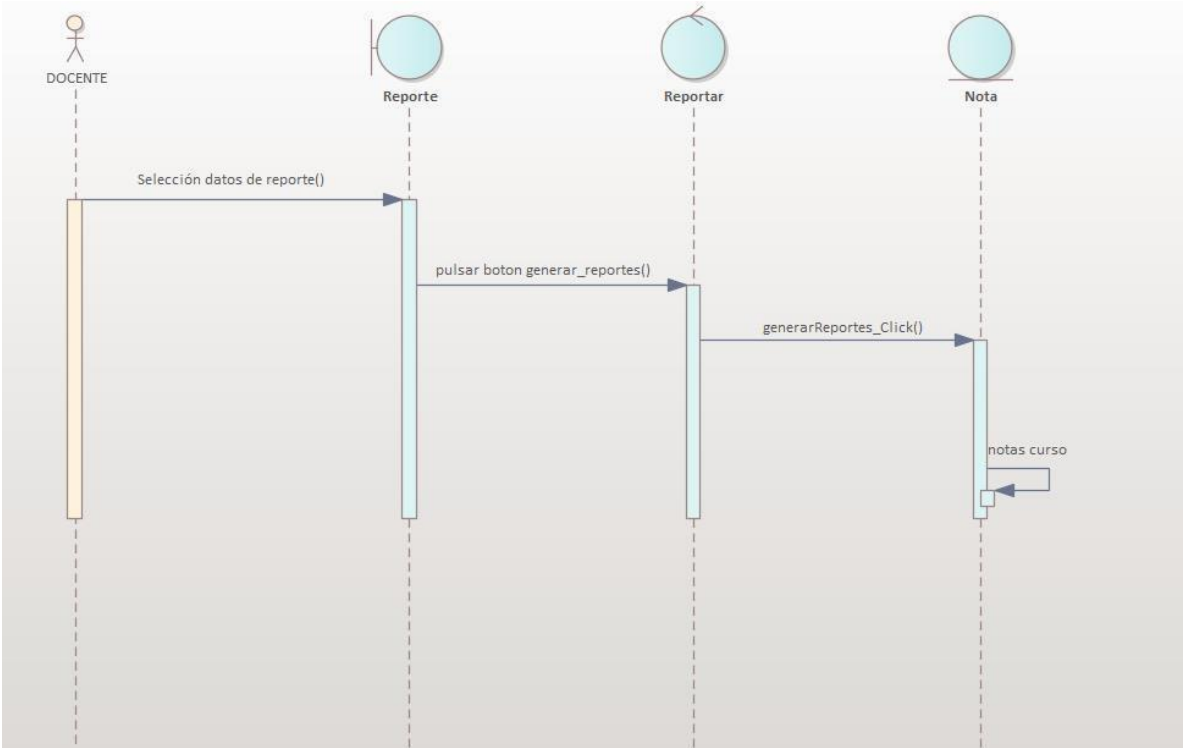 DOCENTE
Reporte
Reportar
Nota
Selección datos de reporte()
pulsar boton generar_reportes()
generarReportes_Click()
notas curso